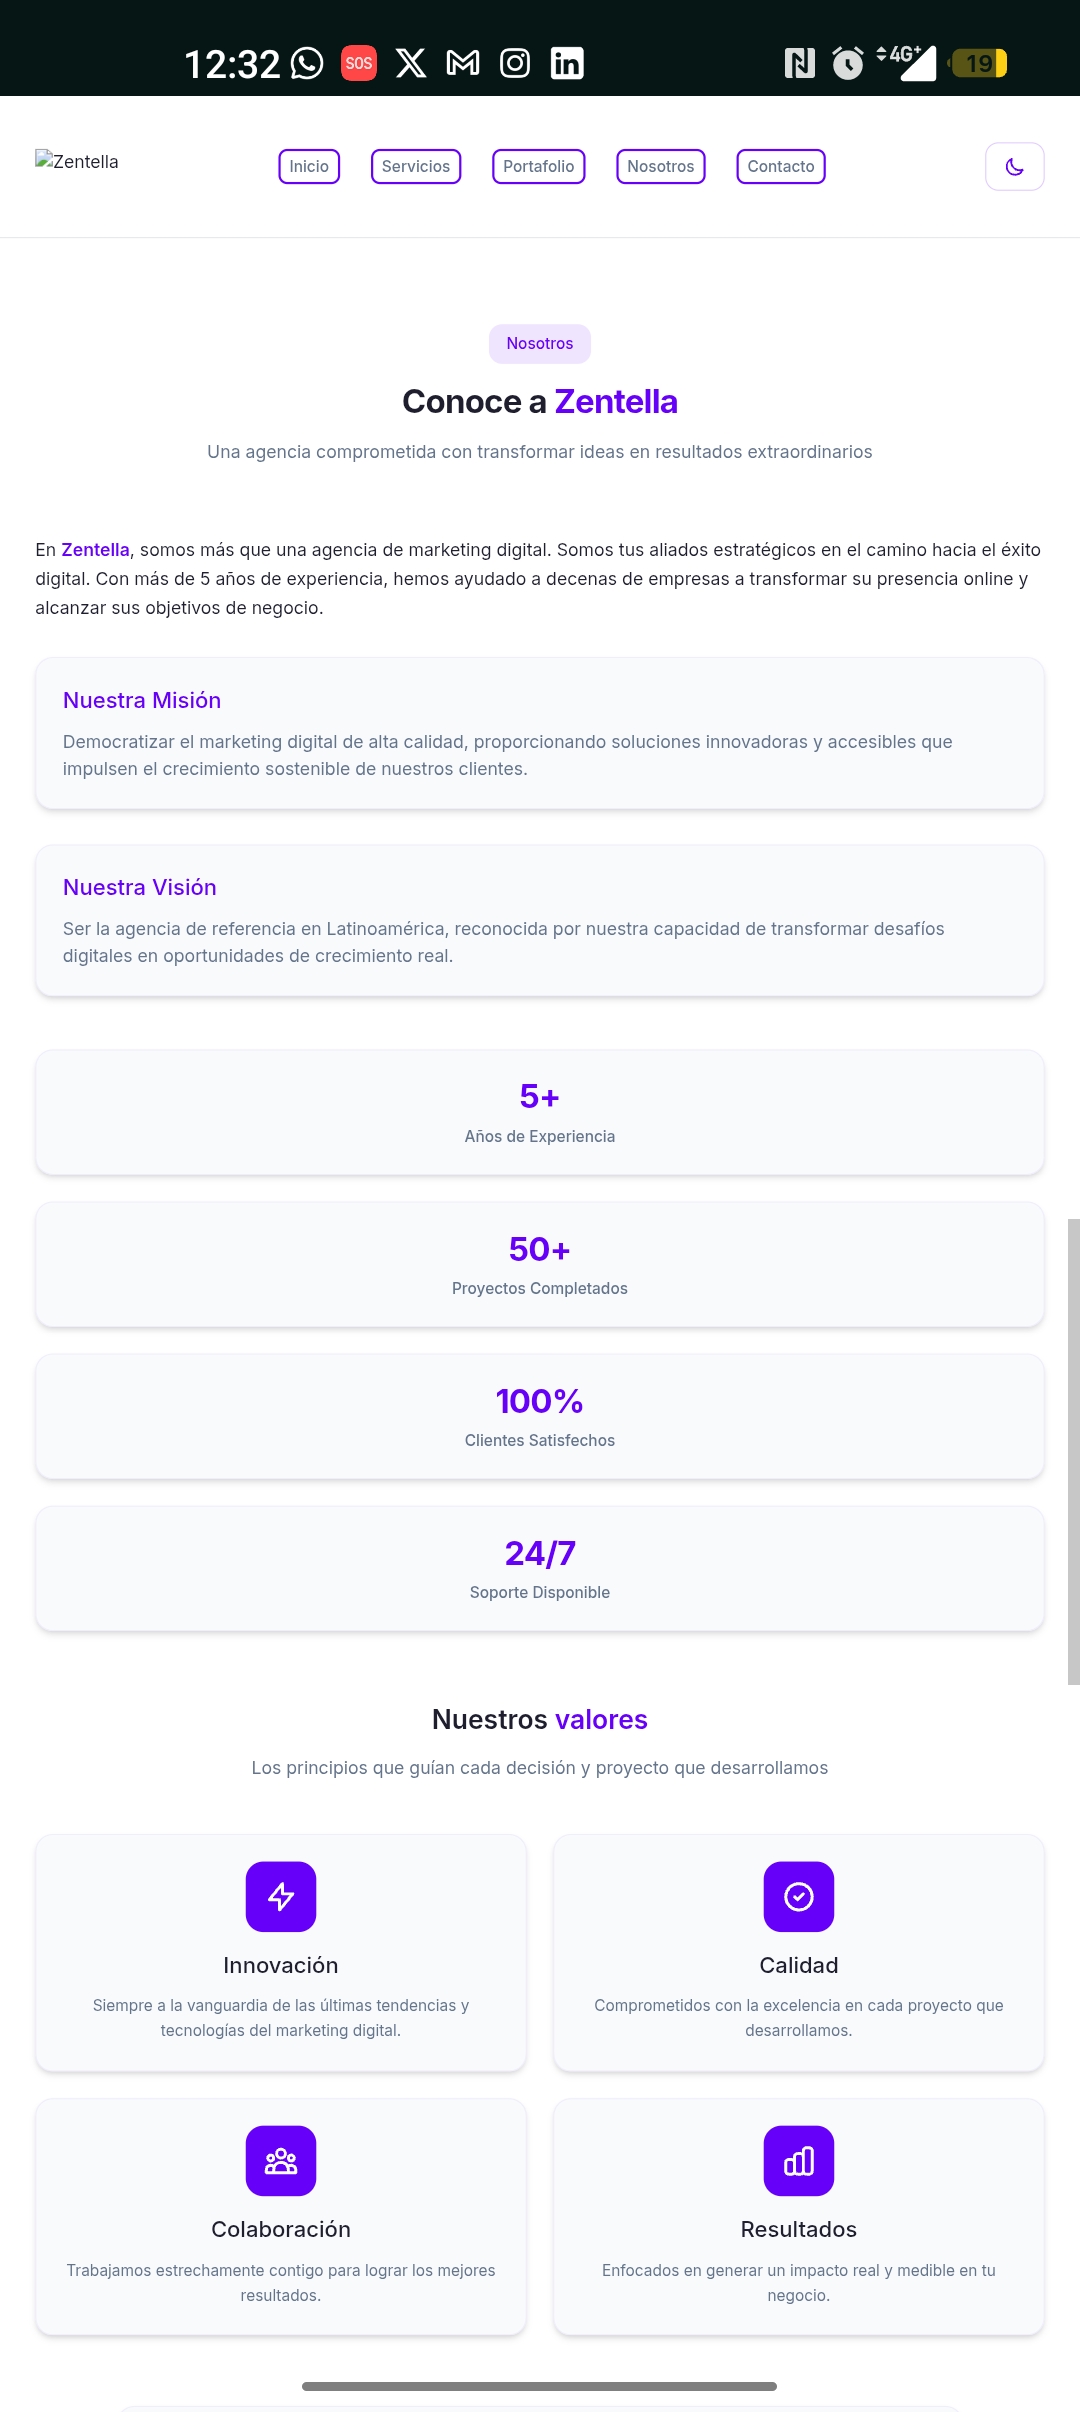 12:32 SOS 4G+ 19
Zentella Inicio Servicios Portafolio Nosotros Contacto
Nosotros
Conoce a Zentella
Una agencia comprometida con transformar ideas en resultados extraordinarios
En Zentella, somos más que una agencia de marketing digital. Somos tus aliados estratégicos en el camino hacia el éxito
digital. Con más de 5 años de experiencia, hemos ayudado a decenas de empresas a transformar su presencia online y
alcanzar sus objetivos de negocio.
Nuestra Misión
Democratizar el marketing digital de alta calidad, proporcionando soluciones innovadoras y accesibles que
impulsen el crecimiento sostenible de nuestros clientes.
Nuestra Visión
Ser la agencia de referencia en Latinoamérica, reconocida por nuestra capacidad de transformar desafíos
digitales en oportunidades de crecimiento real.
5+
Años de Experiencia
50+
Proyectos Completados
100%
Clientes Satisfechos
24/7
Soporte Disponible
Nuestros valores
Los principios que guían cada decisión y proyecto que desarrollamos
Innovación
Siempre a la vanguardia de las últimas tendencias y
tecnologías del marketing digital.
Calidad
Comprometidos con la excelencia en cada proyecto que
desarrollamos.
Colaboración
Trabajamos estrechamente contigo para lograr los mejores
resultados.
Resultados
Enfocados en generar un impacto real y medible en tu
negocio.